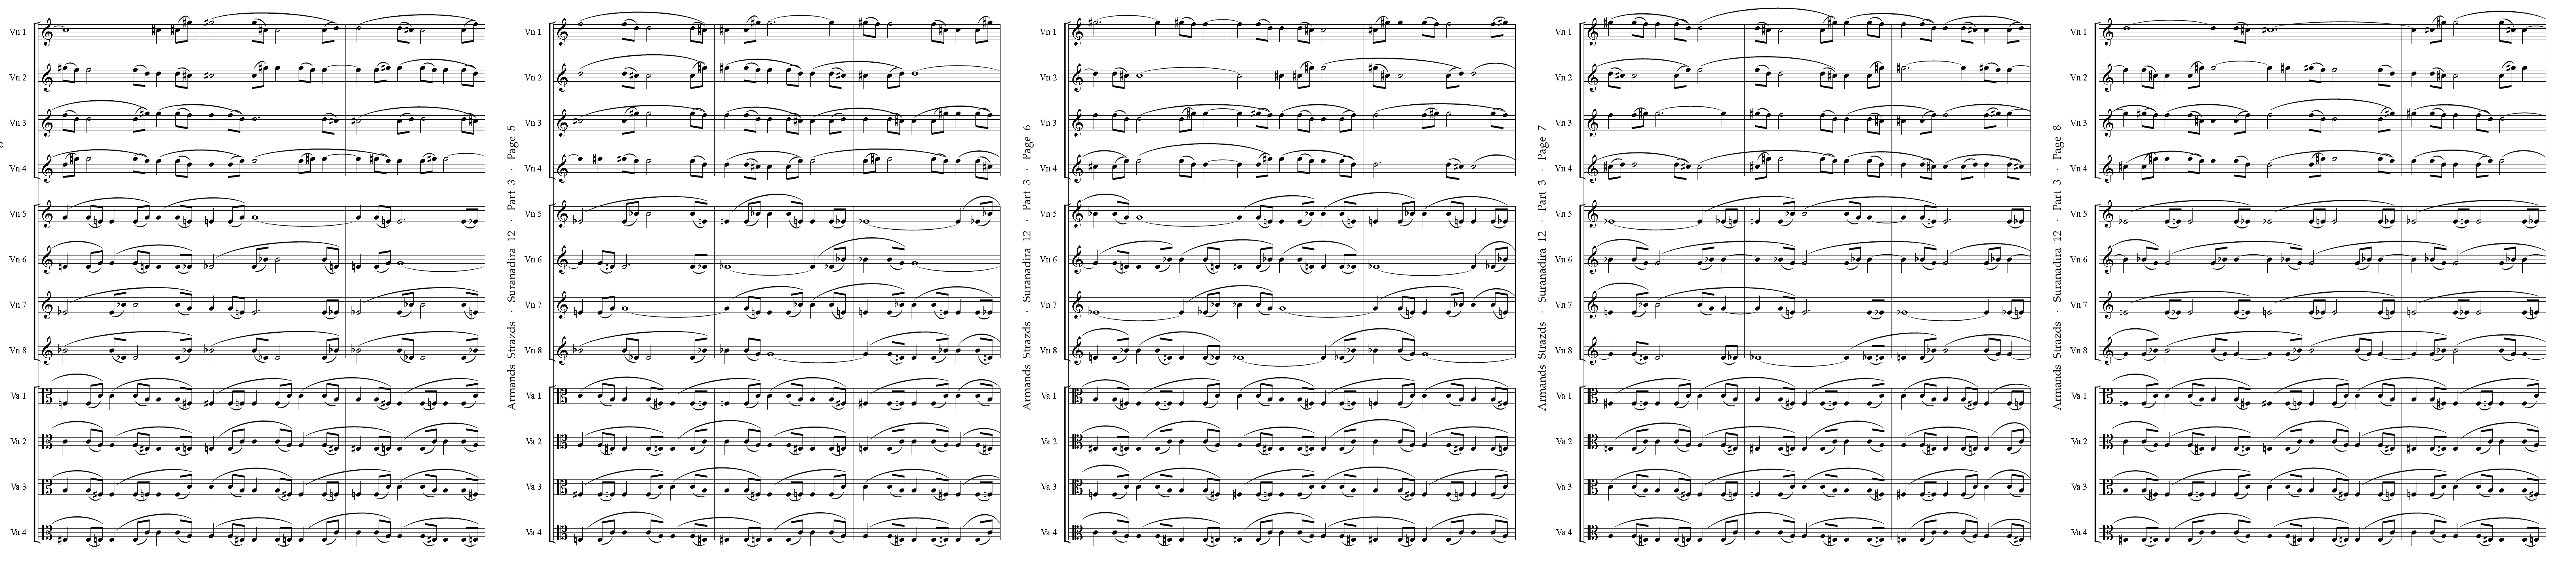 Vn 1
Vn 2
Vn 3
Vn 4
Vn 5
Vn 6
Vn 7
Vn 8
Va 1
Va 2
Va 3
Va 4
Armands Strazds · Suranadira 12 · Part 3 · Page 5
Vn 1
Vn 2
Vn 3
Vn 4
Vn 5
Vn 6
Vn 7
Vn 8
Va 1
Va 2
Va 3
Va 4
Armands Strazds · Suranadira 12 · Part 3 · Page 6
Vn 1
Vn 2
Vn 3
Vn 4
Vn 5
Vn 6
Vn 7
Vn 8
Va 1
Va 2
Va 3
Va 4
Armands Strazds · Suranadira 12 · Part 3 · Page 7
Vn 1
Vn 2
Vn 3
Vn 4
Vn 5
Vn 6
Vn 7
Vn 8
Va 1
Va 2
Va 3
Va 4
Armands Strazds · Suranadira 12 · Part 3 · Page 8
Vn 1
Vn 2
Vn 3
Vn 4
Vn 5
Vn 6
Vn 7
Vn 8
Va 1
Va 2
Va 3
Va 4